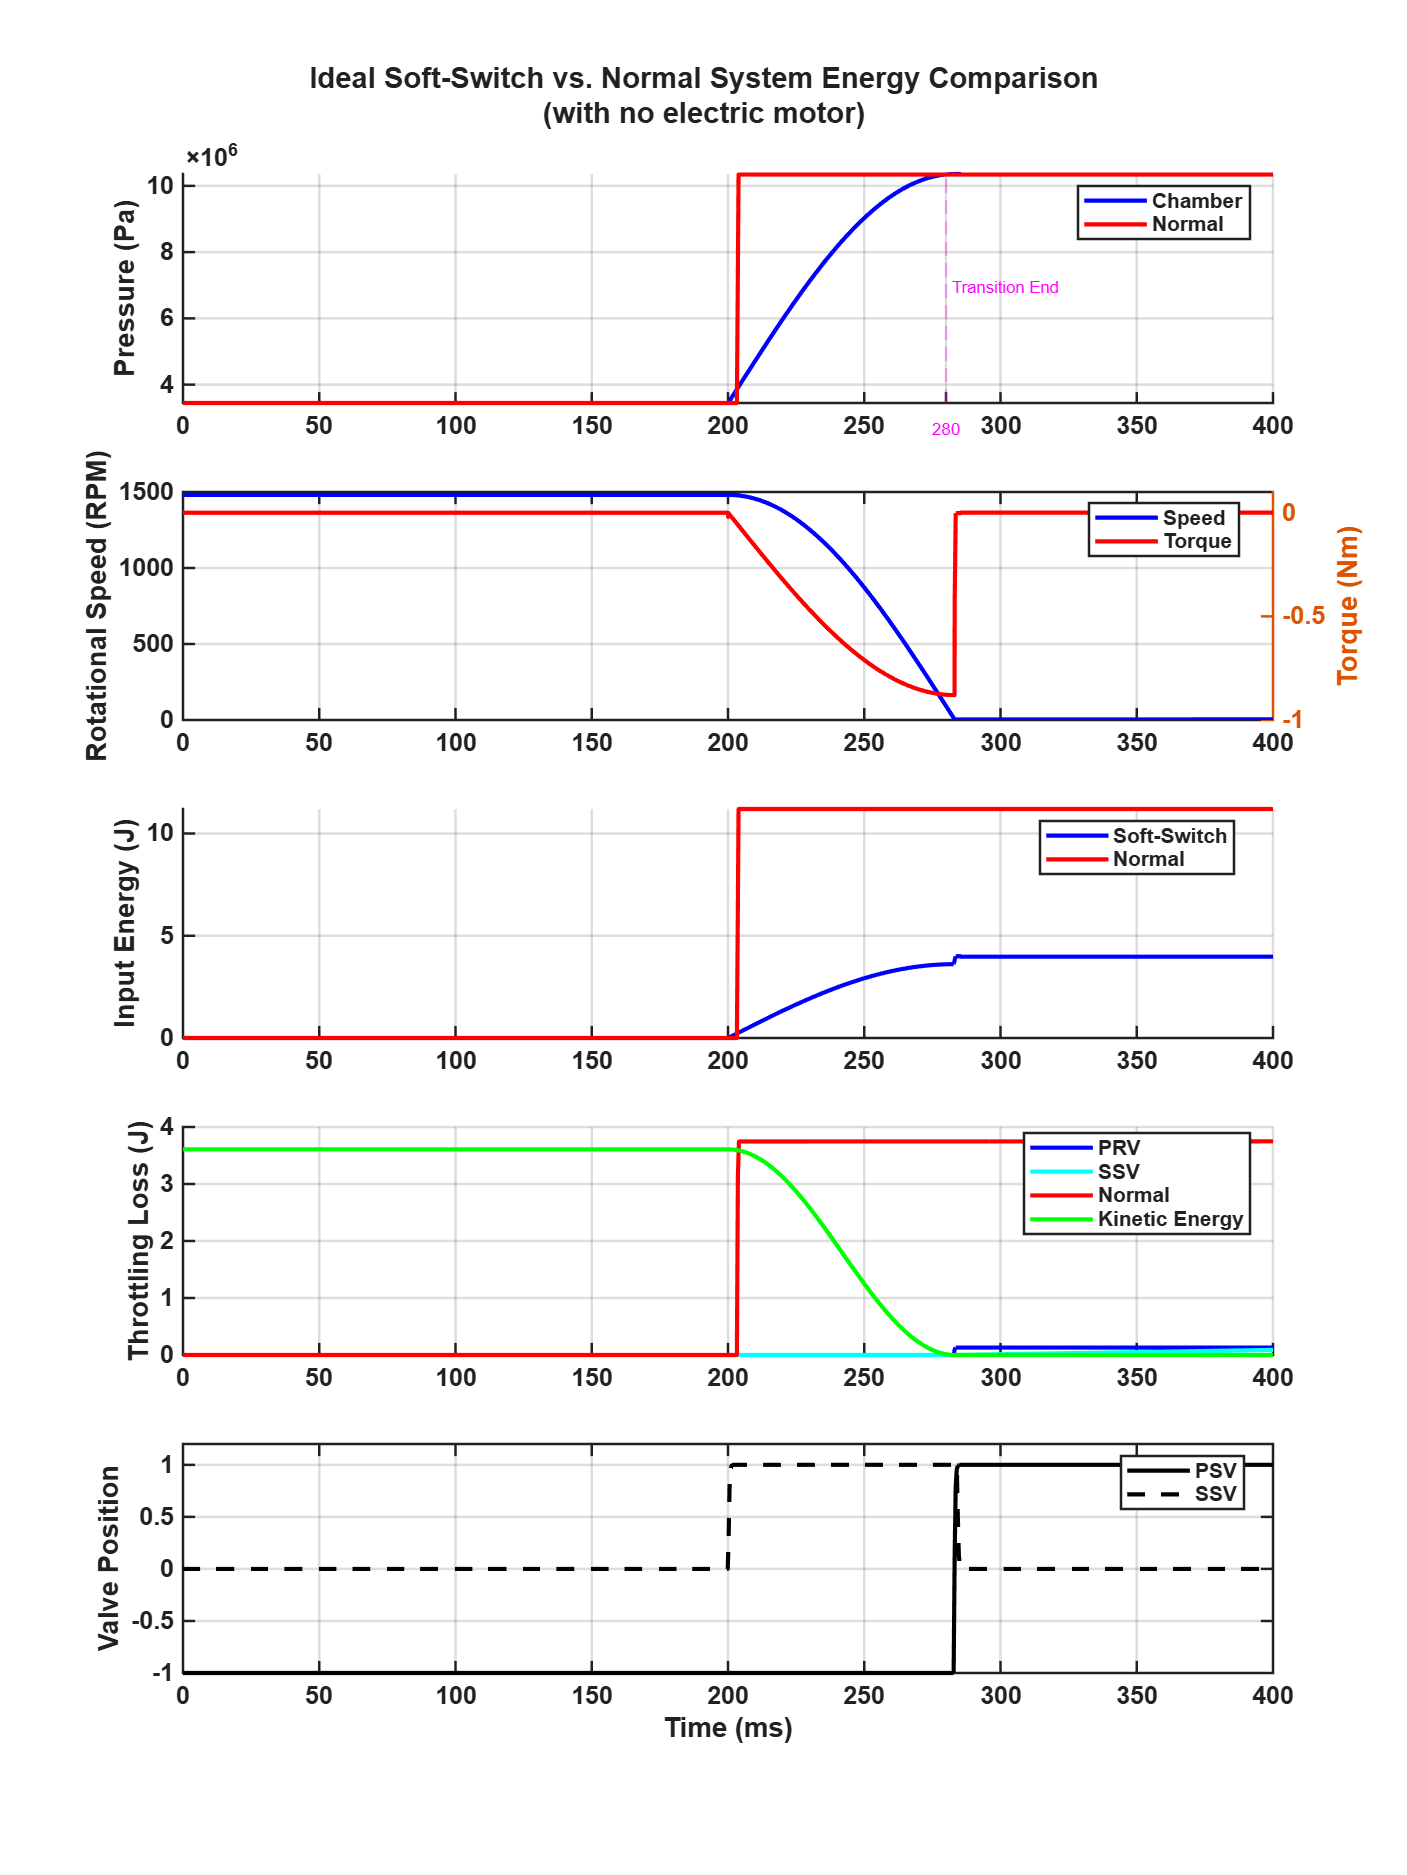 Ideal Soft-Switch vs. Normal System Energy Comparison
(with no electric motor)
×10^6
Pressure (Pa)
10
8
6
4
Chamber
Normal
Transition End
280
0 50 100 150 200 250 300 350 400
Rotational Speed (RPM)
1500
1000
500
0
Speed
Torque
0
-0.5
-1
Torque (Nm)
0 50 100 150 200 250 300 350 400
Input Energy (J)
10
5
0
Soft-Switch
Normal
0 50 100 150 200 250 300 350 400
Throttling Loss (J)
4
3
2
1
0
PRV
SSV
Normal
Kinetic Energy
0 50 100 150 200 250 300 350 400
Valve Position
1
0.5
0
-0.5
-1
PSV
SSV
0 50 100 150 200 250 300 350 400
Time (ms)